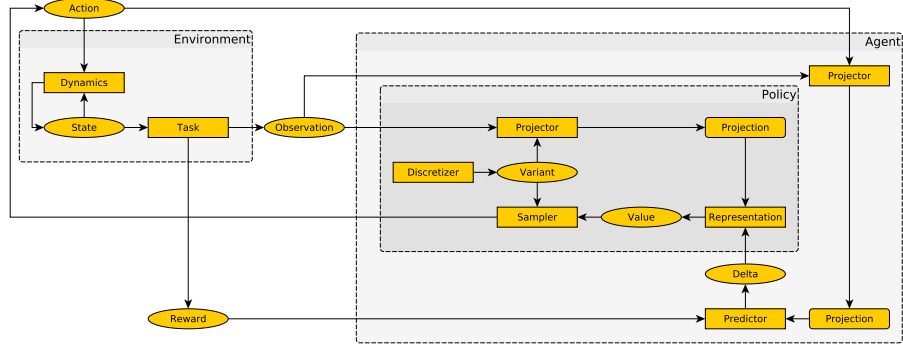 Action
Environment
Agent
Dynamics
Projector
Policy
State
Task
Observation
Projector
Projection
Discretizer
Variant
Sampler
Value
Representation
Delta
Reward
Predictor
Projection